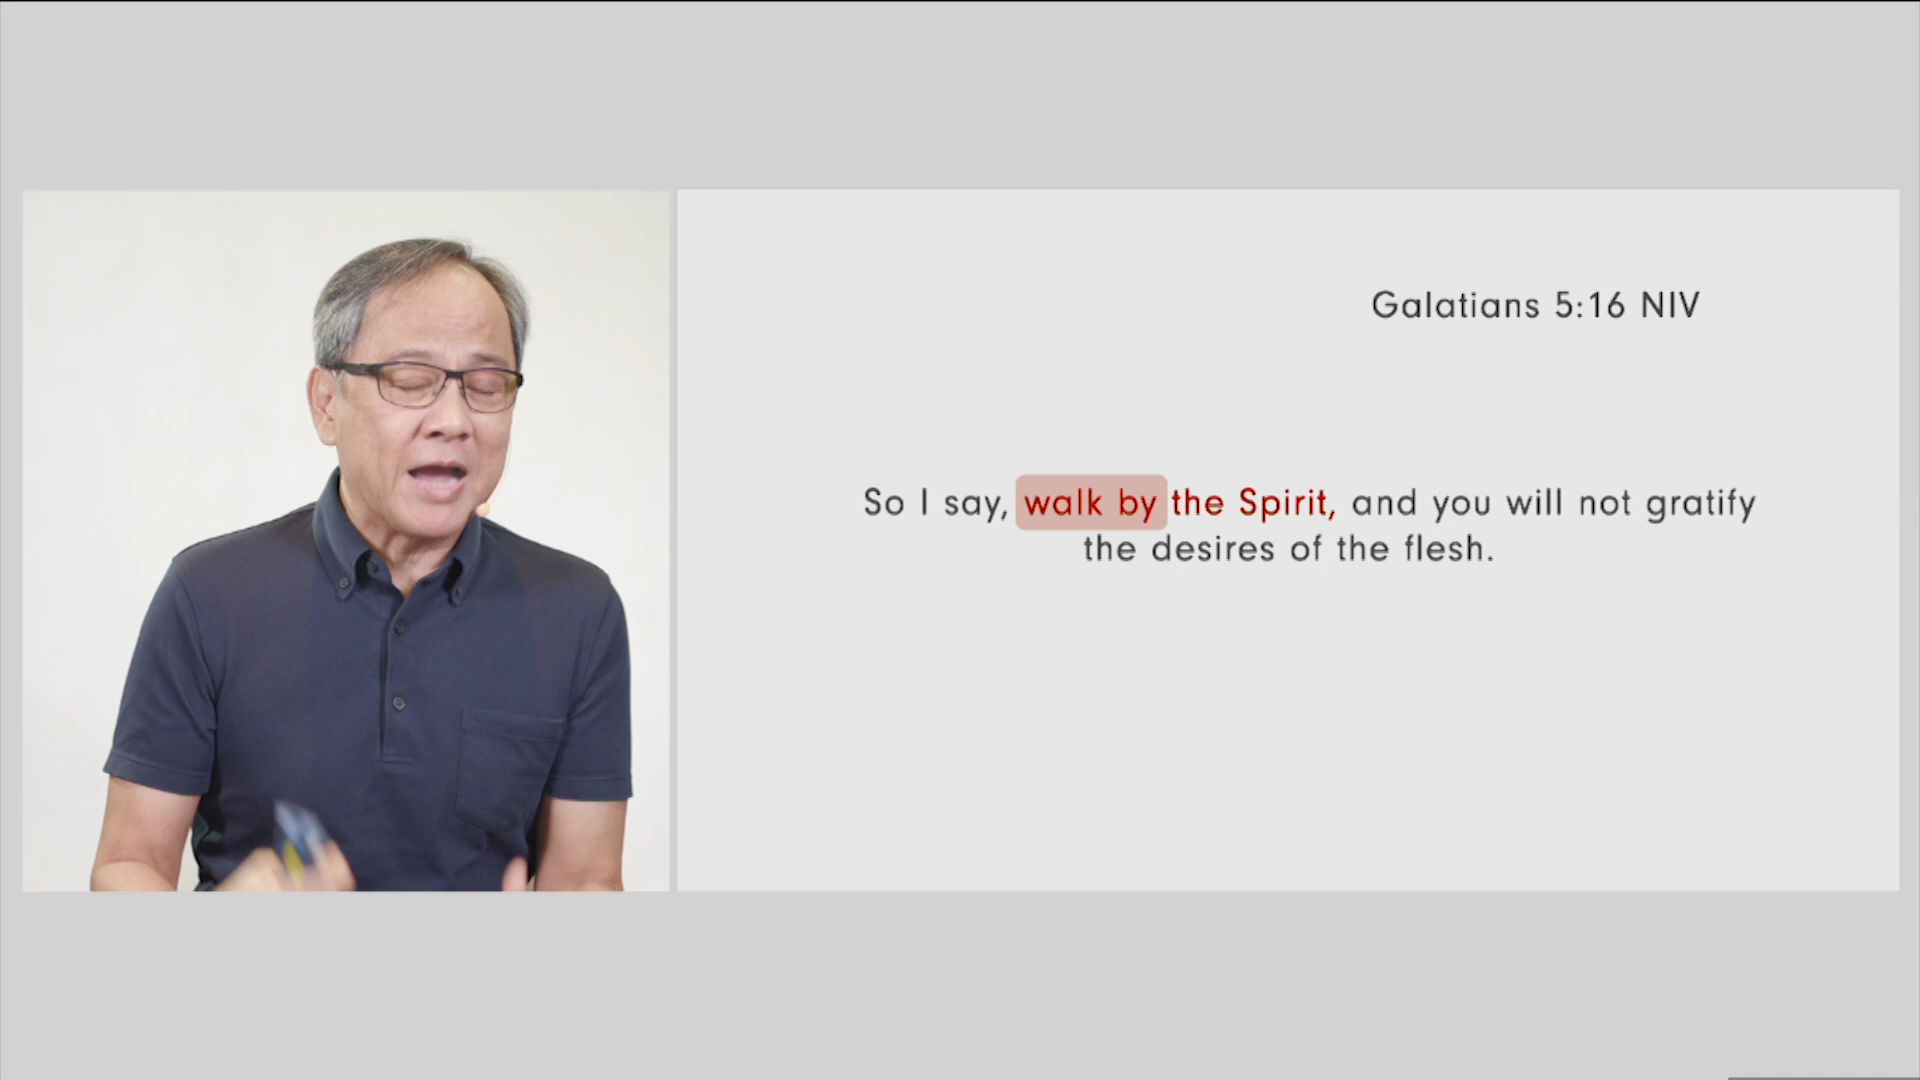 Galatians 5:16 NIV
So I say, walk by the Spirit, and you will not gratify
the desires of the flesh.